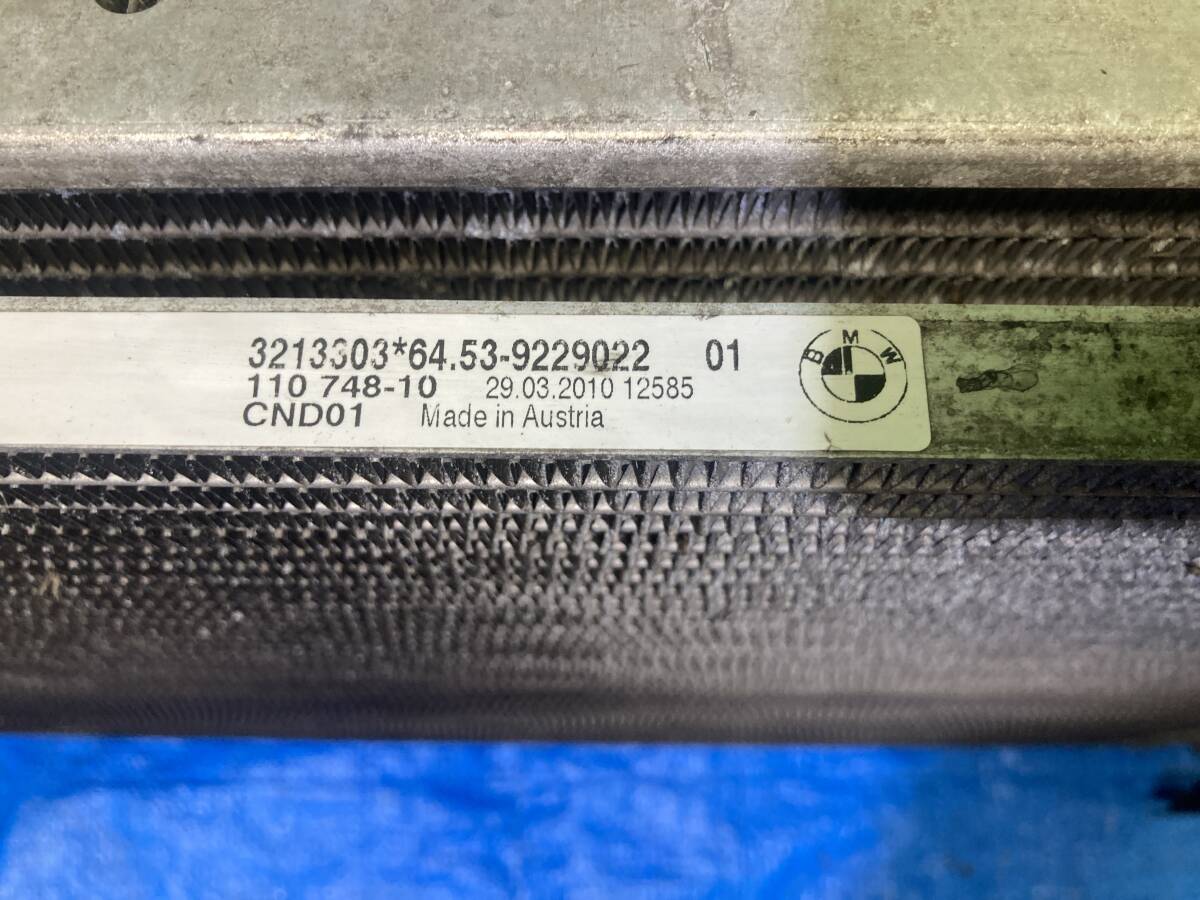 3213303*64.53-9229022 01
110 748-10 29.03.2010 12585
CND01 Made in Austria
BMW